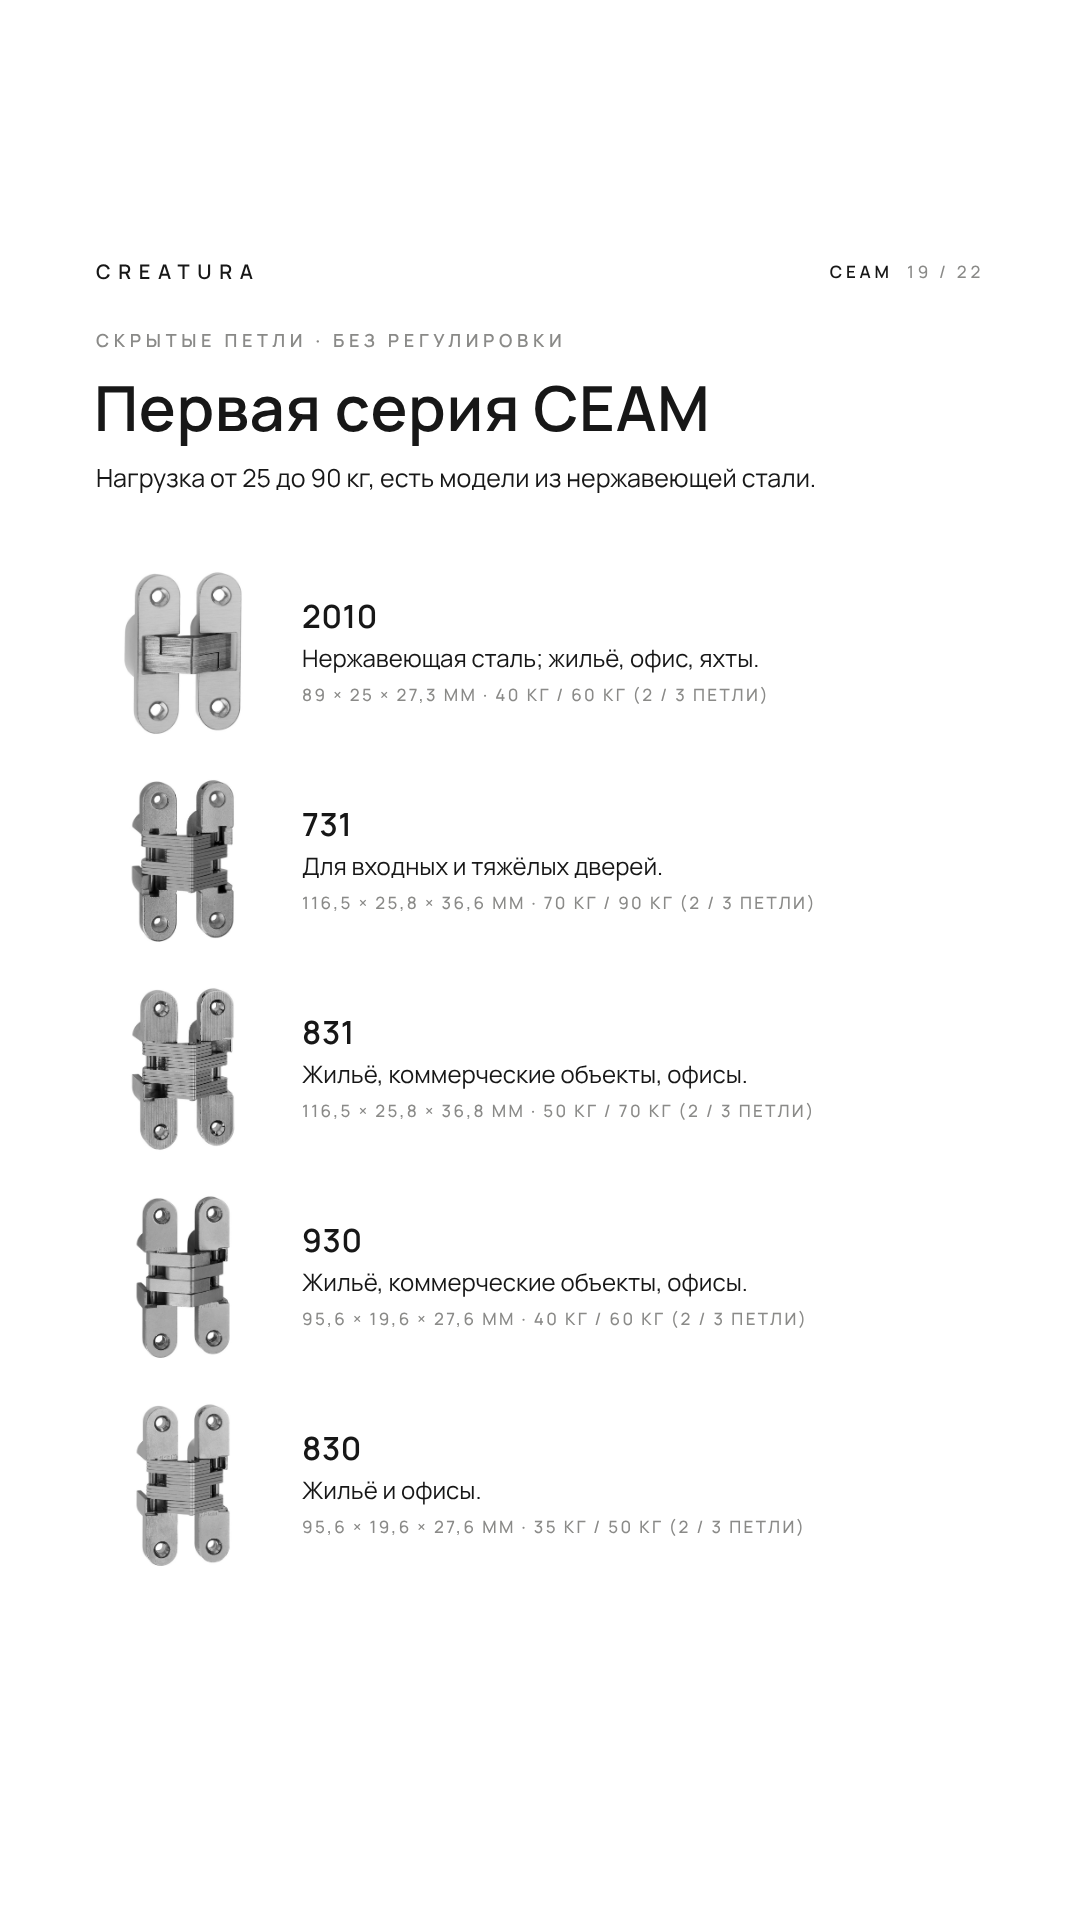 CREATURA
CEAM 19 / 22
СКРЫТЫЕ ПЕТЛИ · БЕЗ РЕГУЛИРОВКИ
Первая серия CEAM
Нагрузка от 25 до 90 кг, есть модели из нержавеющей стали.
2010
Нержавеющая сталь; жильё, офис, яхты.
89 × 25 × 27,3 ММ · 40 КГ / 60 КГ (2 / 3 ПЕТЛИ)
731
Для входных и тяжёлых дверей.
116,5 × 25,8 × 36,6 ММ · 70 КГ / 90 КГ (2 / 3 ПЕТЛИ)
831
Жильё, коммерческие объекты, офисы.
116,5 × 25,8 × 36,8 ММ · 50 КГ / 70 КГ (2 / 3 ПЕТЛИ)
930
Жильё, коммерческие объекты, офисы.
95,6 × 19,6 × 27,6 ММ · 40 КГ / 60 КГ (2 / 3 ПЕТЛИ)
830
Жильё и офисы.
95,6 × 19,6 × 27,6 ММ · 35 КГ / 50 КГ (2 / 3 ПЕТЛИ)